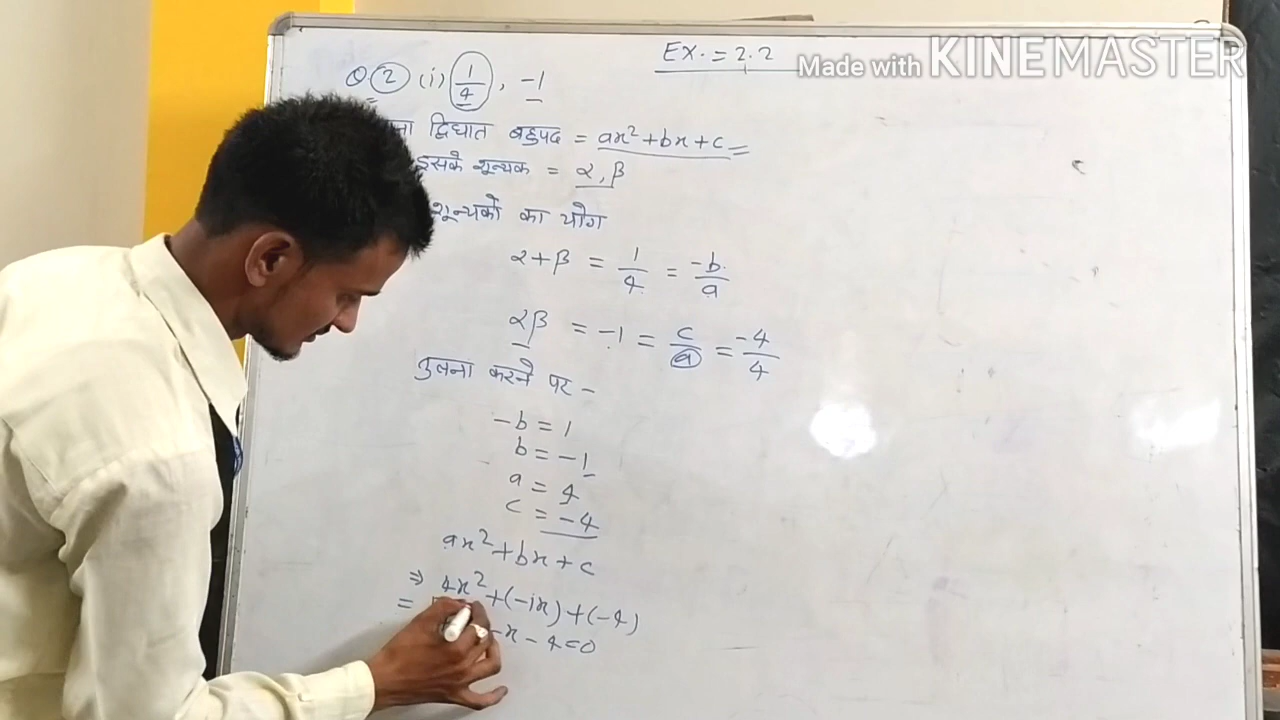 EX. = 2.2
Made with KINEMASTER
Q 2 (i) 1/4, -1
द्विघात बहुपद = ax² + bx + c =
इसके शून्यक = α, β
शून्यकों का योग
α + β = 1/4 = -b/a
αβ = -1 = c/a = -4/4
तुलना करने पर -
-b = 1
b = -1
a = 4
c = -4
ax² + bx + c
⇒ 4x² + (-1x) + (-4)
= - x - 4 = 0